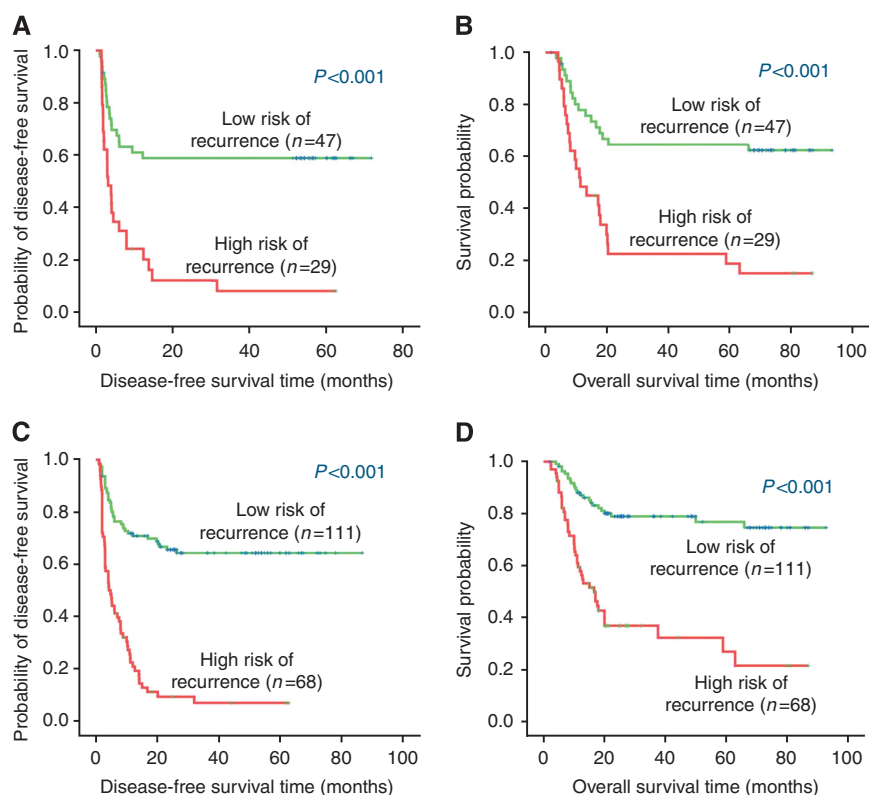 A
Probability of disease-free survival
1.0
0.8
0.6
0.4
0.2
0.0
P<0.001
Low risk of
recurrence (n=47)
High risk of
recurrence (n=29)
0 20 40 60 80
Disease-free survival time (months)
B
Survival probability
1.0
0.8
0.6
0.4
0.2
0.0
P<0.001
Low risk of
recurrence (n=47)
High risk of
recurrence (n=29)
0 20 40 60 80 100
Overall survival time (months)
C
Probability of disease-free survival
1.0
0.8
0.6
0.4
0.2
0.0
P<0.001
Low risk of
recurrence (n=111)
High risk of
recurrence (n=68)
0 20 40 60 80 100
Disease-free survival time (months)
D
Survival probability
1.0
0.8
0.6
0.4
0.2
0.0
P<0.001
Low risk of
recurrence (n=111)
High risk of
recurrence (n=68)
0 20 40 60 80 100
Overall survival time (months)